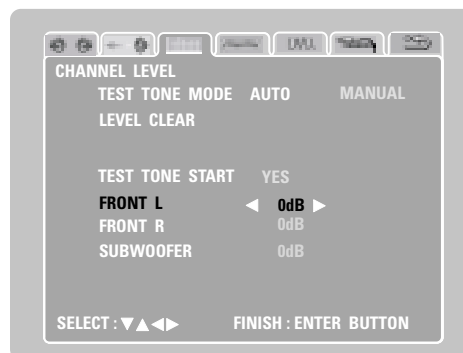 CHANNEL LEVEL
TEST TONE MODE AUTO MANUAL
LEVEL CLEAR
TEST TONE START YES
FRONT L ◀ 0dB ▶
FRONT R 0dB
SUBWOOFER 0dB
SELECT : ▼▲◀▶ FINISH : ENTER BUTTON